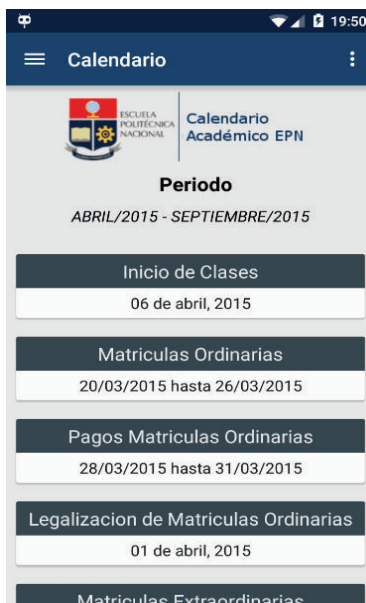 19:50
Calendario
ESCUELA
POLITÉCNICA
NACIONAL
Calendario
Académico EPN
Periodo
ABRIL/2015 - SEPTIEMBRE/2015
Inicio de Clases
06 de abril, 2015
Matriculas Ordinarias
20/03/2015 hasta 26/03/2015
Pagos Matriculas Ordinarias
28/03/2015 hasta 31/03/2015
Legalizacion de Matriculas Ordinarias
01 de abril, 2015
Matriculas Extraordinarias